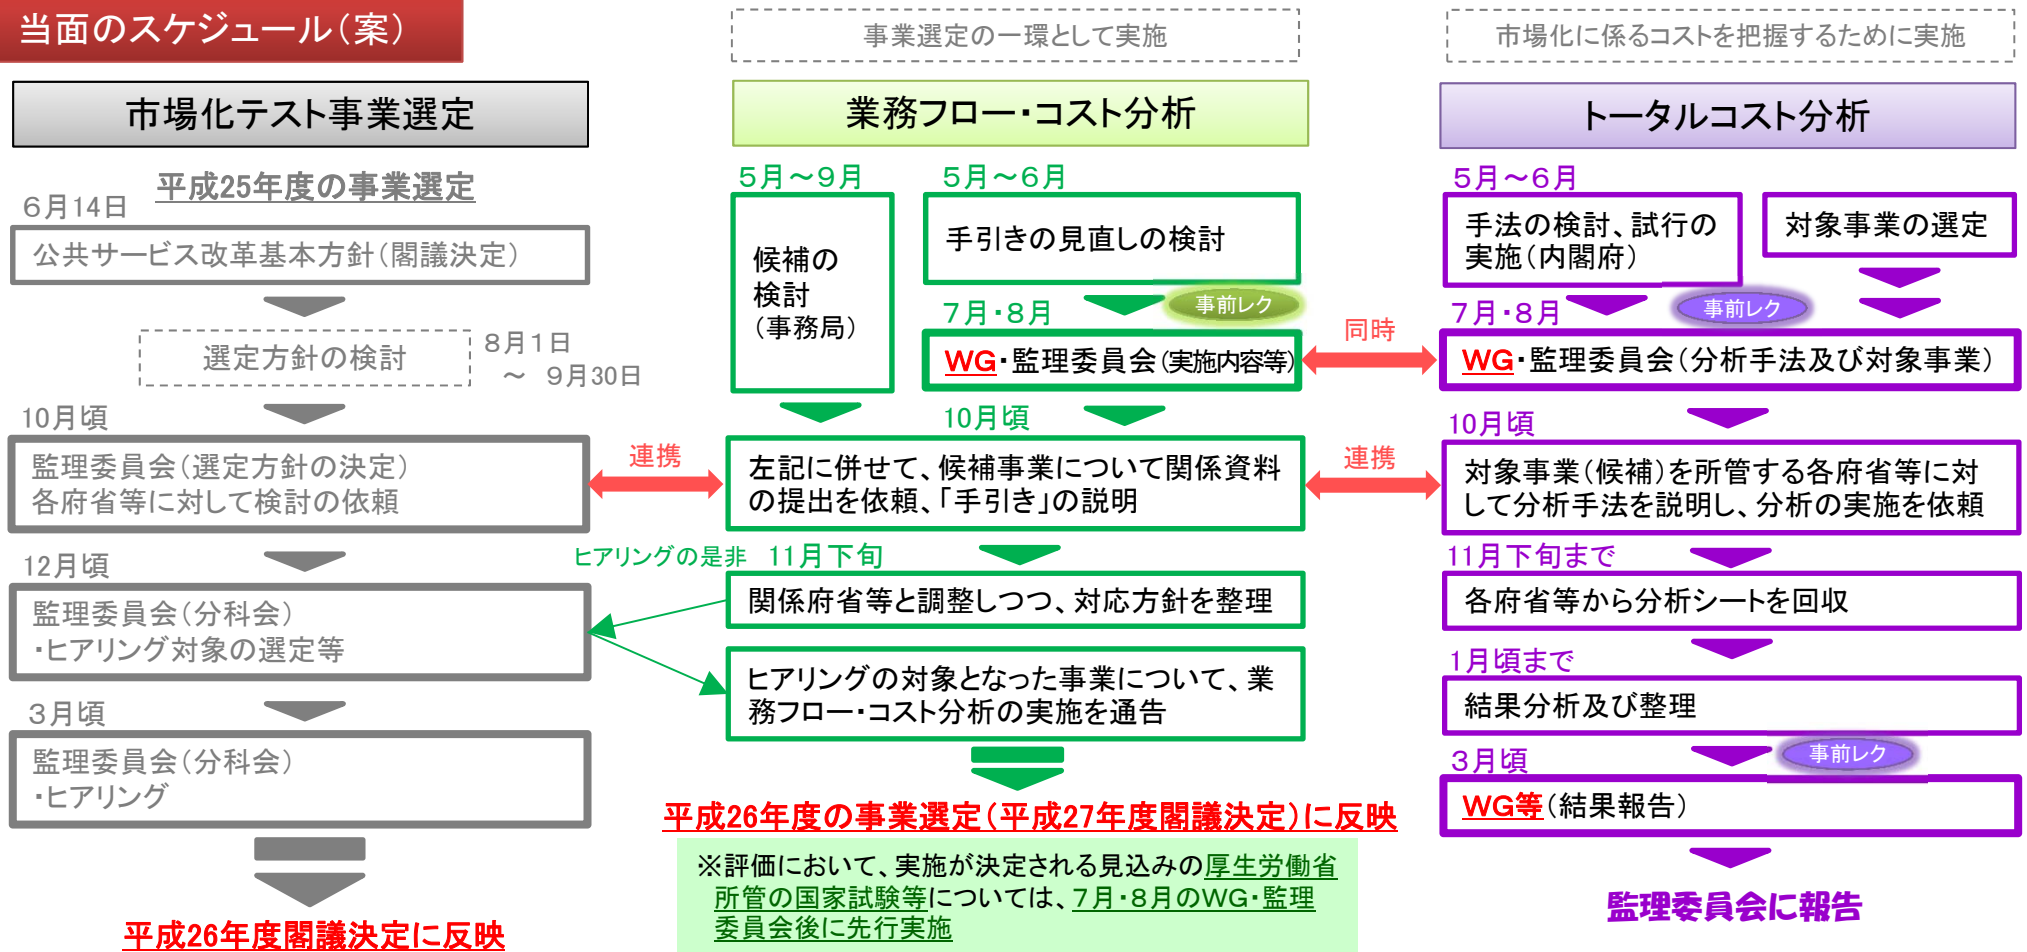 当面のスケジュール（案）
市場化テスト事業選定
平成25年度の事業選定
６月14日
公共サービス改革基本方針（閣議決定）
選定方針の検討
８月１日
～ ９月30日
10月頃
監理委員会（選定方針の決定）
各府省等に対して検討の依頼
12月頃
監理委員会（分科会）
・ヒアリング対象の選定等
３月頃
監理委員会（分科会）
・ヒアリング
平成26年度閣議決定に反映
事業選定の一環として実施
業務フロー・コスト分析
５月～９月
候補の
検討
（事務局）
５月～６月
手引きの見直しの検討
事前レク
７月・８月
WG・監理委員会（実施内容等）
同時
10月頃
連携
左記に併せて、候補事業について関係資料
の提出を依頼、「手引き」の説明
連携
ヒアリングの是非
11月下旬
関係府省等と調整しつつ、対応方針を整理
ヒアリングの対象となった事業について、業
務フロー・コスト分析の実施を通告
平成26年度の事業選定（平成27年度閣議決定）に反映
※評価において、実施が決定される見込みの厚生労働省
所管の国家試験等については、７月・８月のＷＧ・監理
委員会後に先行実施
市場化に係るコストを把握するために実施
トータルコスト分析
５月～６月
手法の検討、試行の
実施（内閣府）
対象事業の選定
事前レク
７月・８月
WG・監理委員会（分析手法及び対象事業）
10月頃
対象事業（候補）を所管する各府省等に対
して分析手法を説明し、分析の実施を依頼
11月下旬まで
各府省等から分析シートを回収
１月頃まで
結果分析及び整理
事前レク
３月頃
WG等（結果報告）
監理委員会に報告